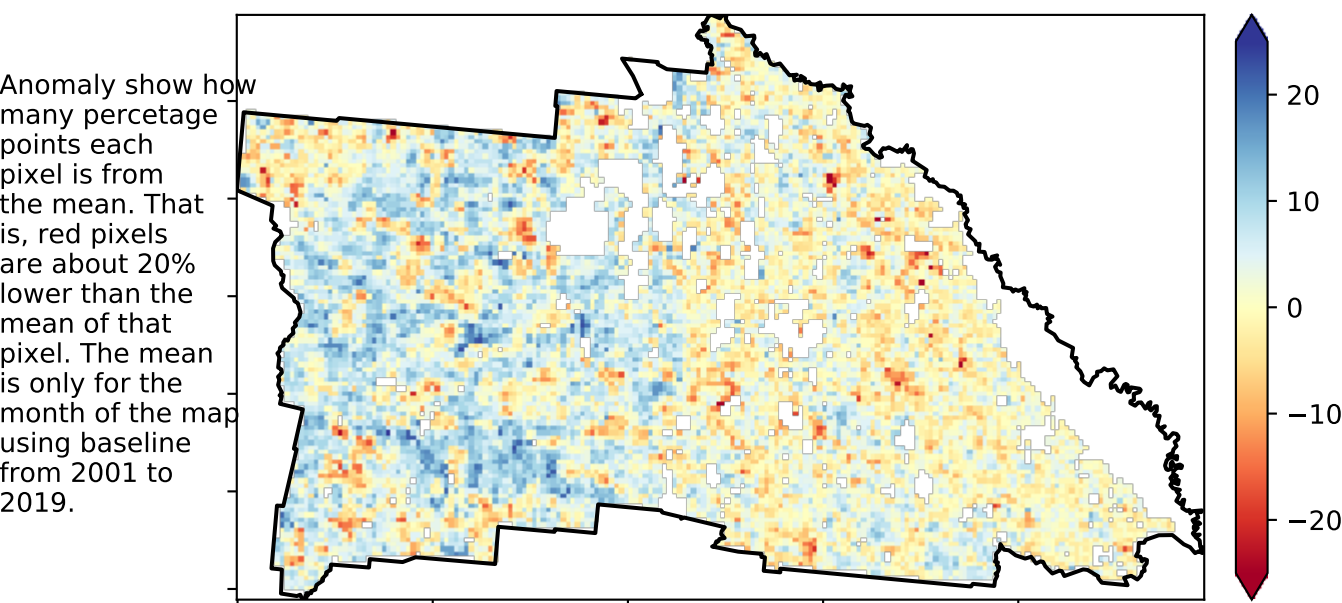 Anomaly show how
many percetage
points each
pixel is from
the mean. That
is, red pixels
are about 20%
lower than the
mean of that
pixel. The mean
is only for the
month of the map
using baseline
from 2001 to
2019.
20
10
0
−10
−20